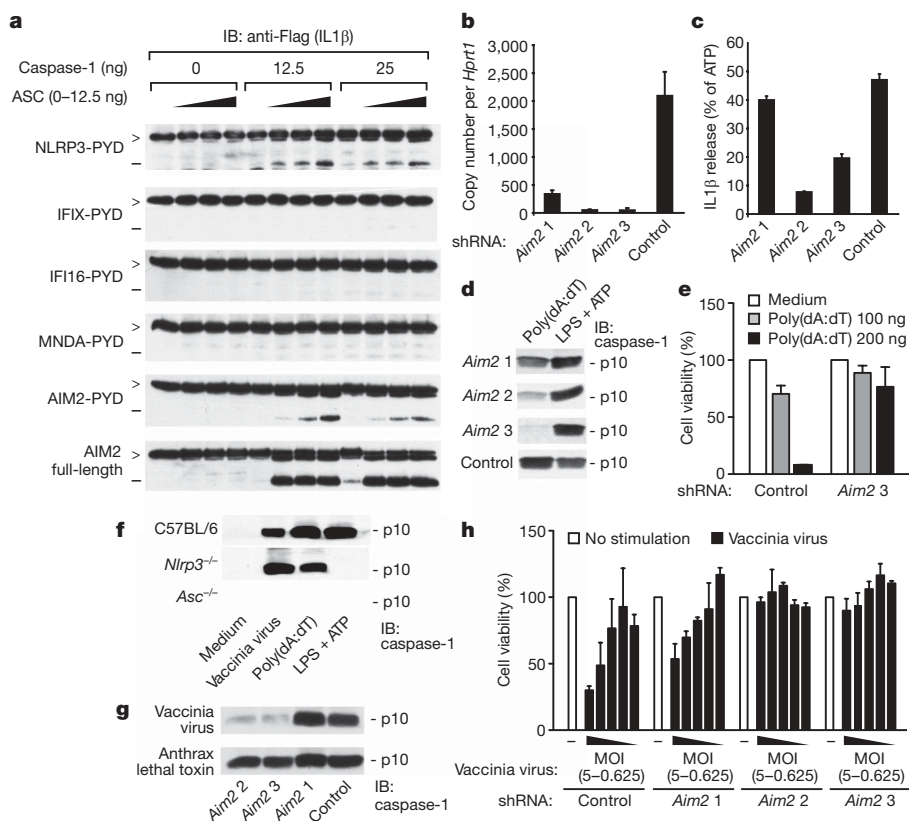 a
IB: anti-Flag (IL1β)
Caspase-1 (ng)
0 12.5 25
ASC (0–12.5 ng)
NLRP3-PYD > –
IFIX-PYD > –
IFI16-PYD > –
MNDA-PYD > –
AIM2-PYD > –
AIM2
full-length > –
b
Copy number per Hprt1
3,000
2,500
2,000
1,500
1,000
500
0
shRNA: Aim2 1 Aim2 2 Aim2 3 Control
c
IL1β release (% of ATP)
60
50
40
30
20
10
0
Aim2 1 Aim2 2 Aim2 3 Control
d
Poly(dA:dT) LPS + ATP
IB:
caspase-1
Aim2 1 - p10
Aim2 2 - p10
Aim2 3 - p10
Control - p10
e
Medium
Poly(dA:dT) 100 ng
Poly(dA:dT) 200 ng
Cell viability (%)
150
100
50
0
shRNA: Control Aim2 3
f
C57BL/6 - p10
Nlrp3–/– - p10
Asc–/– - p10
Medium Vaccinia virus Poly(dA:dT) LPS + ATP
IB:
caspase-1
g
Vaccinia
virus - p10
Anthrax
lethal toxin - p10
Aim2 2 Aim2 3 Aim2 1 Control
IB:
caspase-1
h
No stimulation Vaccinia virus
Cell viability (%)
150
100
50
0
– – – –
Vaccinia virus: MOI MOI MOI MOI
(5–0.625) (5–0.625) (5–0.625) (5–0.625)
shRNA: Control Aim2 1 Aim2 2 Aim2 3